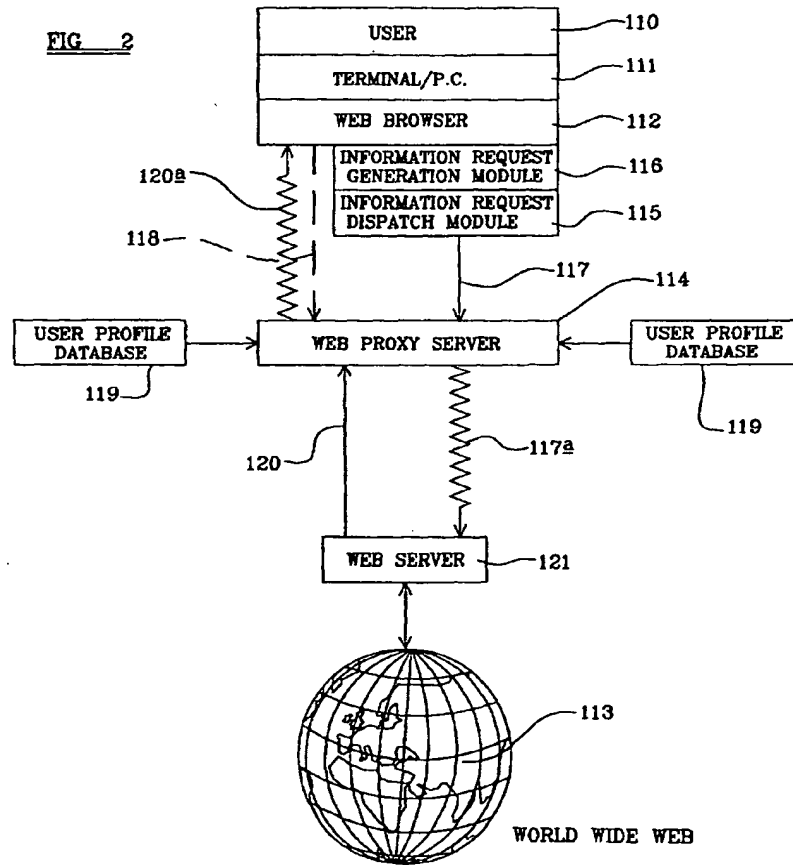 FIG 2
USER
110
TERMINAL/P.C.
111
WEB BROWSER
112
INFORMATION REQUEST
GENERATION MODULE
116
INFORMATION REQUEST
DISPATCH MODULE
115
120a
118
117
114
USER PROFILE
DATABASE
119
WEB PROXY SERVER
USER PROFILE
DATABASE
119
120
117a
WEB SERVER
121
113
WORLD WIDE WEB